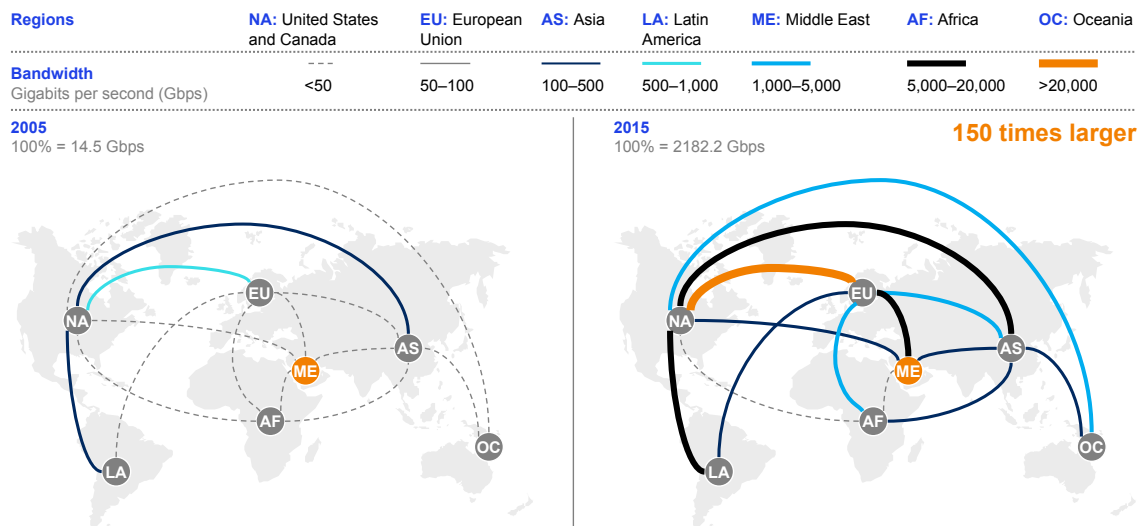 Regions
NA: United States and Canada
EU: European Union
AS: Asia
LA: Latin America
ME: Middle East
AF: Africa
OC: Oceania
Bandwidth
Gigabits per second (Gbps)
<50
50–100
100–500
500–1,000
1,000–5,000
5,000–20,000
>20,000
2005
100% = 14.5 Gbps
NA
EU
AS
ME
AF
OC
LA
2015
100% = 2182.2 Gbps
150 times larger
EU
NA
AS
ME
AF
OC
LA